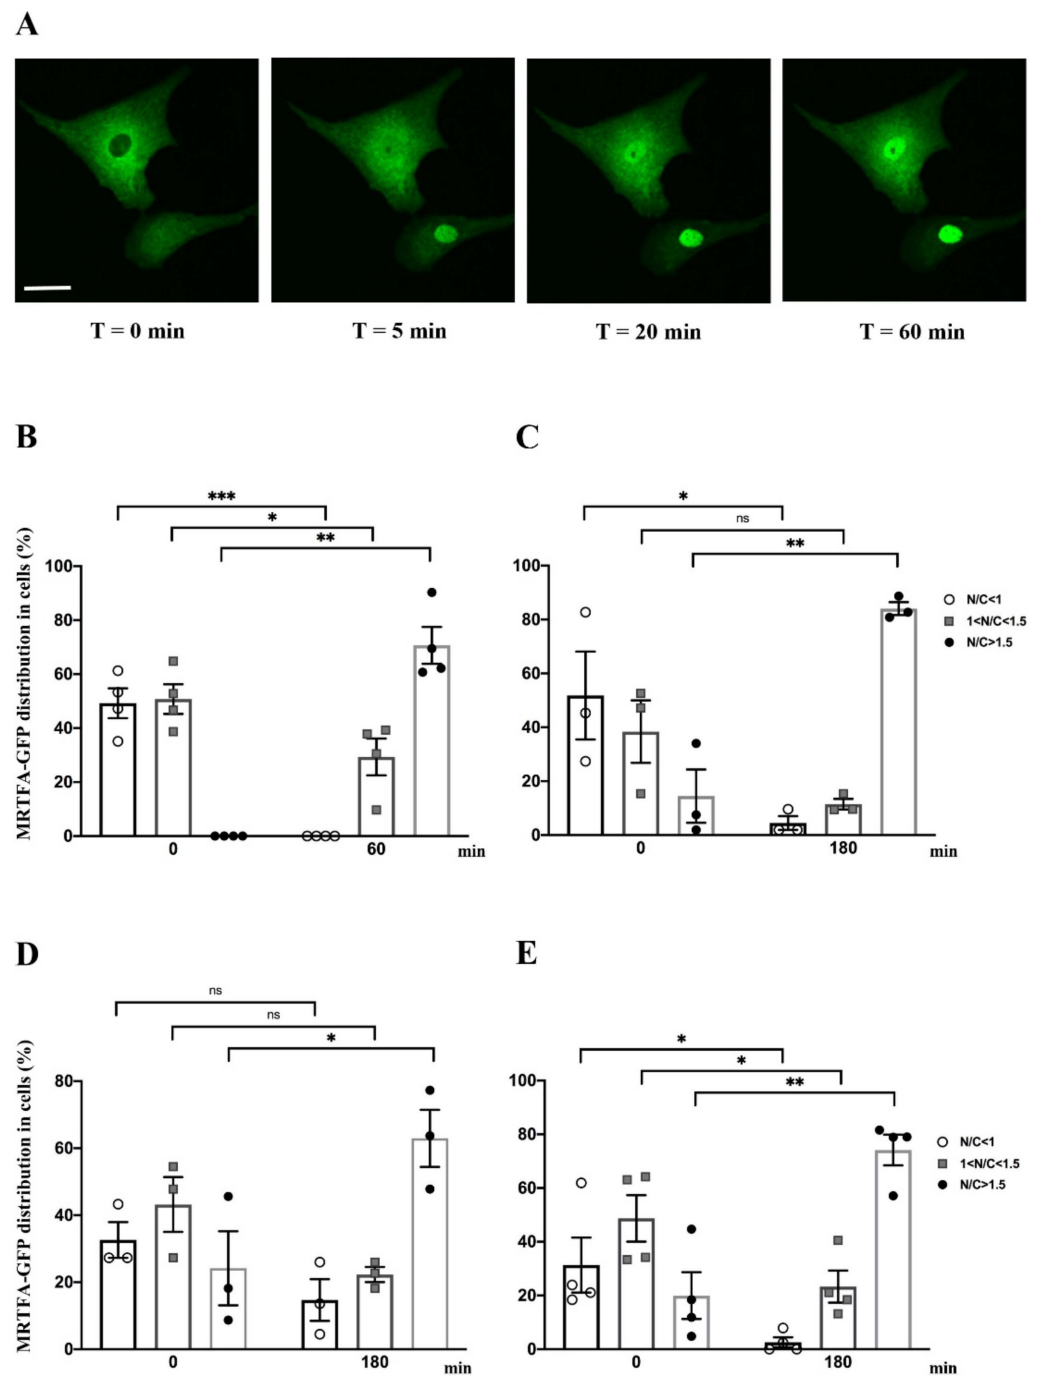 A
T = 0 min
T = 5 min
T = 20 min
T = 60 min
B
MRTFA-GFP distribution in cells (%)
***
*
**
100
80
60
40
20
0
0
60
min
C
*
ns
**
100
80
60
40
20
0
0
180
min
N/C<1
1<N/C<1.5
N/C>1.5
D
MRTFA-GFP distribution in cells (%)
ns
ns
*
80
60
40
20
0
0
180
min
E
*
*
**
100
80
60
40
20
0
0
180
min
N/C<1
1<N/C<1.5
N/C>1.5